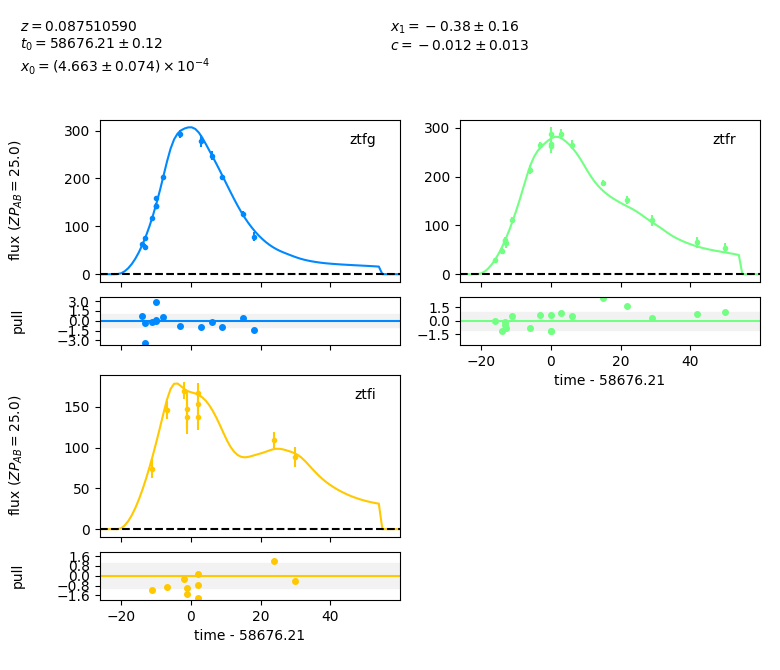 z = 0.087510590
t₀ = 58676.21 ± 0.12
x₀ = (4.663 ± 0.074) × 10⁻⁴
x₁ = −0.38 ± 0.16
c = −0.012 ± 0.013
flux (ZP_AB = 25.0)
300
200
100
0
ztfg
300
200
100
0
ztfr
pull
3.0
1.5
0.0
−1.5
−3.0
1.5
0.0
−1.5
−20 0 20 40
time - 58676.21
flux (ZP_AB = 25.0)
150
100
50
0
ztfi
pull
1.6
0.8
0.0
−0.8
−1.6
−20 0 20 40
time - 58676.21